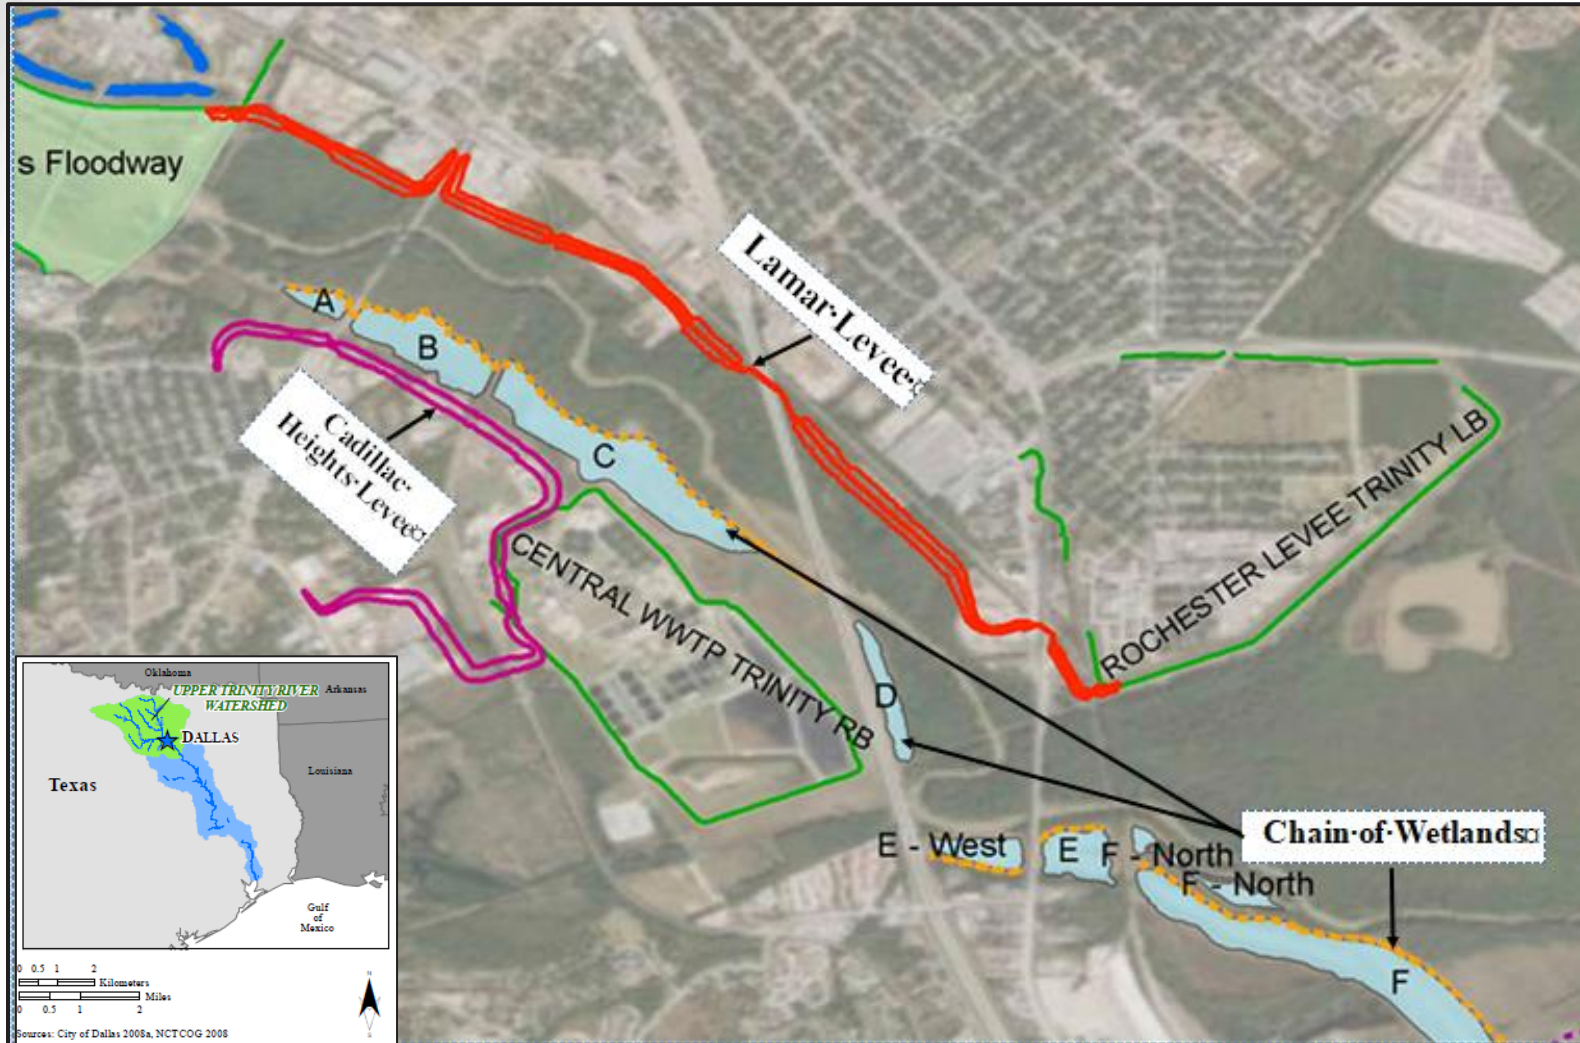 s Floodway
A
B
C
Lamar·Levee·¤
Cadillac·
Heights·Levee¤
CENTRAL WWTP TRINITY RB
ROCHESTER LEVEE TRINITY LB
D
E - West
E
F - North
F - North
F
Chain·of·Wetlands¤
Oklahoma
UPPER TRINITY RIVER
WATERSHED
Arkansas
DALLAS
Texas
Louisiana
Gulf
of
Mexico
0 0.5 1 2
Kilometers
Miles
0 0.5 1 2
N
S
Sources: City of Dallas 2008a, NCTCOG 2008